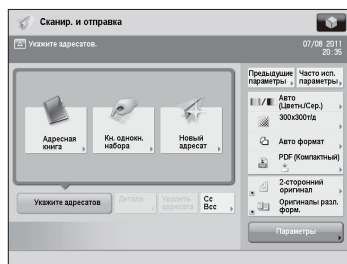 Сканир. и отправка
Укажите адресатов.
07/08 2011
20:35
Предыдущие параметры
Часто исп. параметры
Адресная книга
Кн. однокн. набора
Новый адресат
Авто (Цветн./Сер.)
300x300т/д
Авто формат
PDF (Компактный)
2-сторонний оригинал
Оригиналы разл. форм.
Укажите адресатов
Детали
Удалить адресата
Cc
Bcc
Параметры